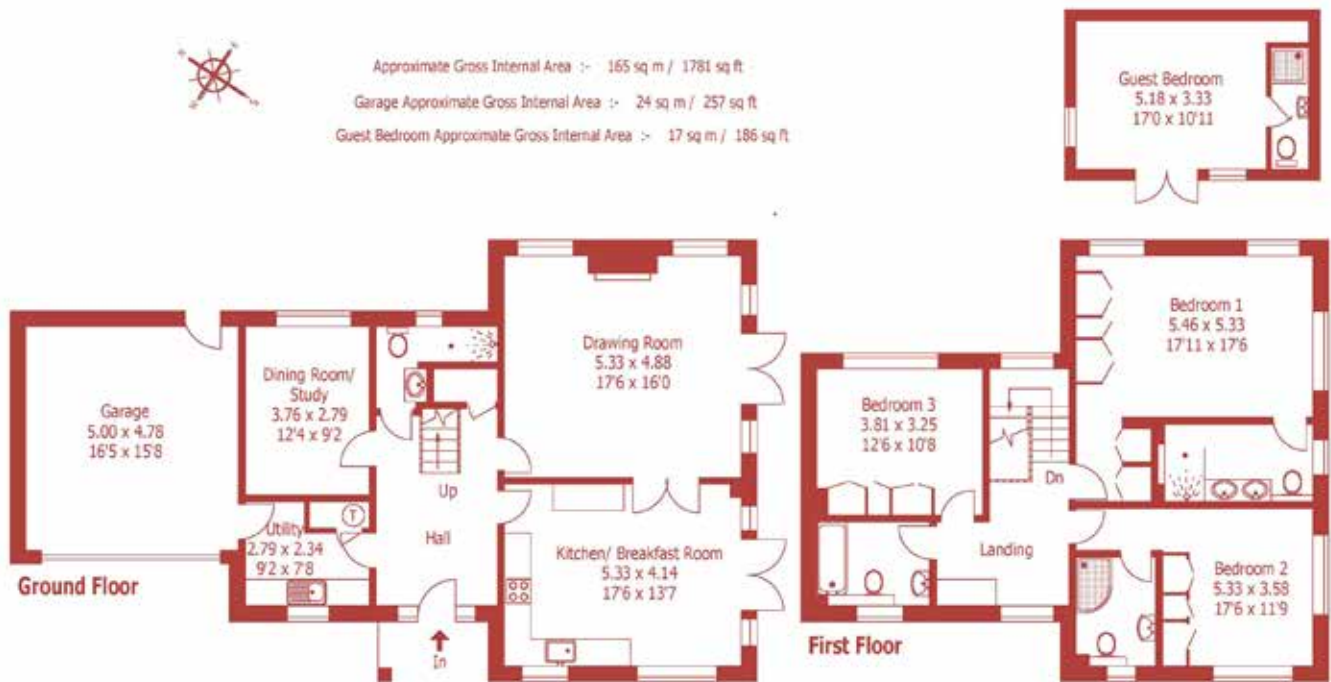 Approximate Gross Internal Area :- 165 sq m / 1781 sq ft
Garage Approximate Gross Internal Area :- 24 sq m / 257 sq ft
Guest Bedroom Approximate Gross Internal Area :- 17 sq m / 186 sq ft
Guest Bedroom
5.18 x 3.33
17'0 x 10'11
Garage
5.00 x 4.78
16'5 x 15'8
Dining Room/
Study
3.76 x 2.79
12'4 x 9'2
Drawing Room
5.33 x 4.88
17'6 x 16'0
Up
Hall
T
Utility
2.79 x 2.34
9'2 x 7'8
Kitchen/ Breakfast Room
5.33 x 4.14
17'6 x 13'7
In
Ground Floor
Bedroom 1
5.46 x 5.33
17'11 x 17'6
Bedroom 3
3.81 x 3.25
12'6 x 10'8
Dn
Landing
Bedroom 2
5.33 x 3.58
17'6 x 11'9
First Floor